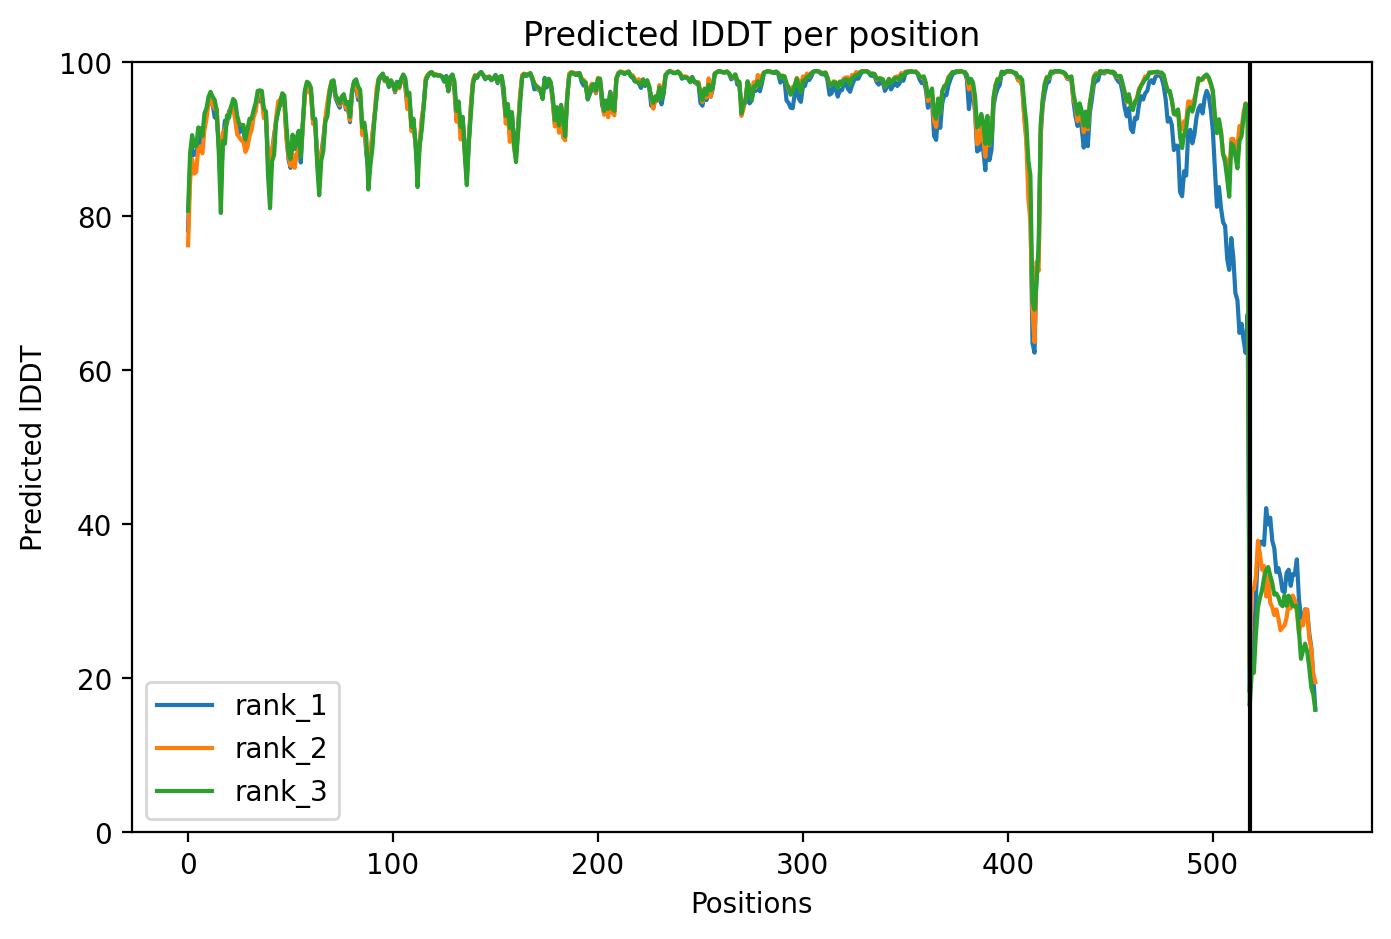 Predicted lDDT per position
Predicted lDDT
100
80
60
40
20
0
rank_1
rank_2
rank_3
0 100 200 300 400 500
Positions